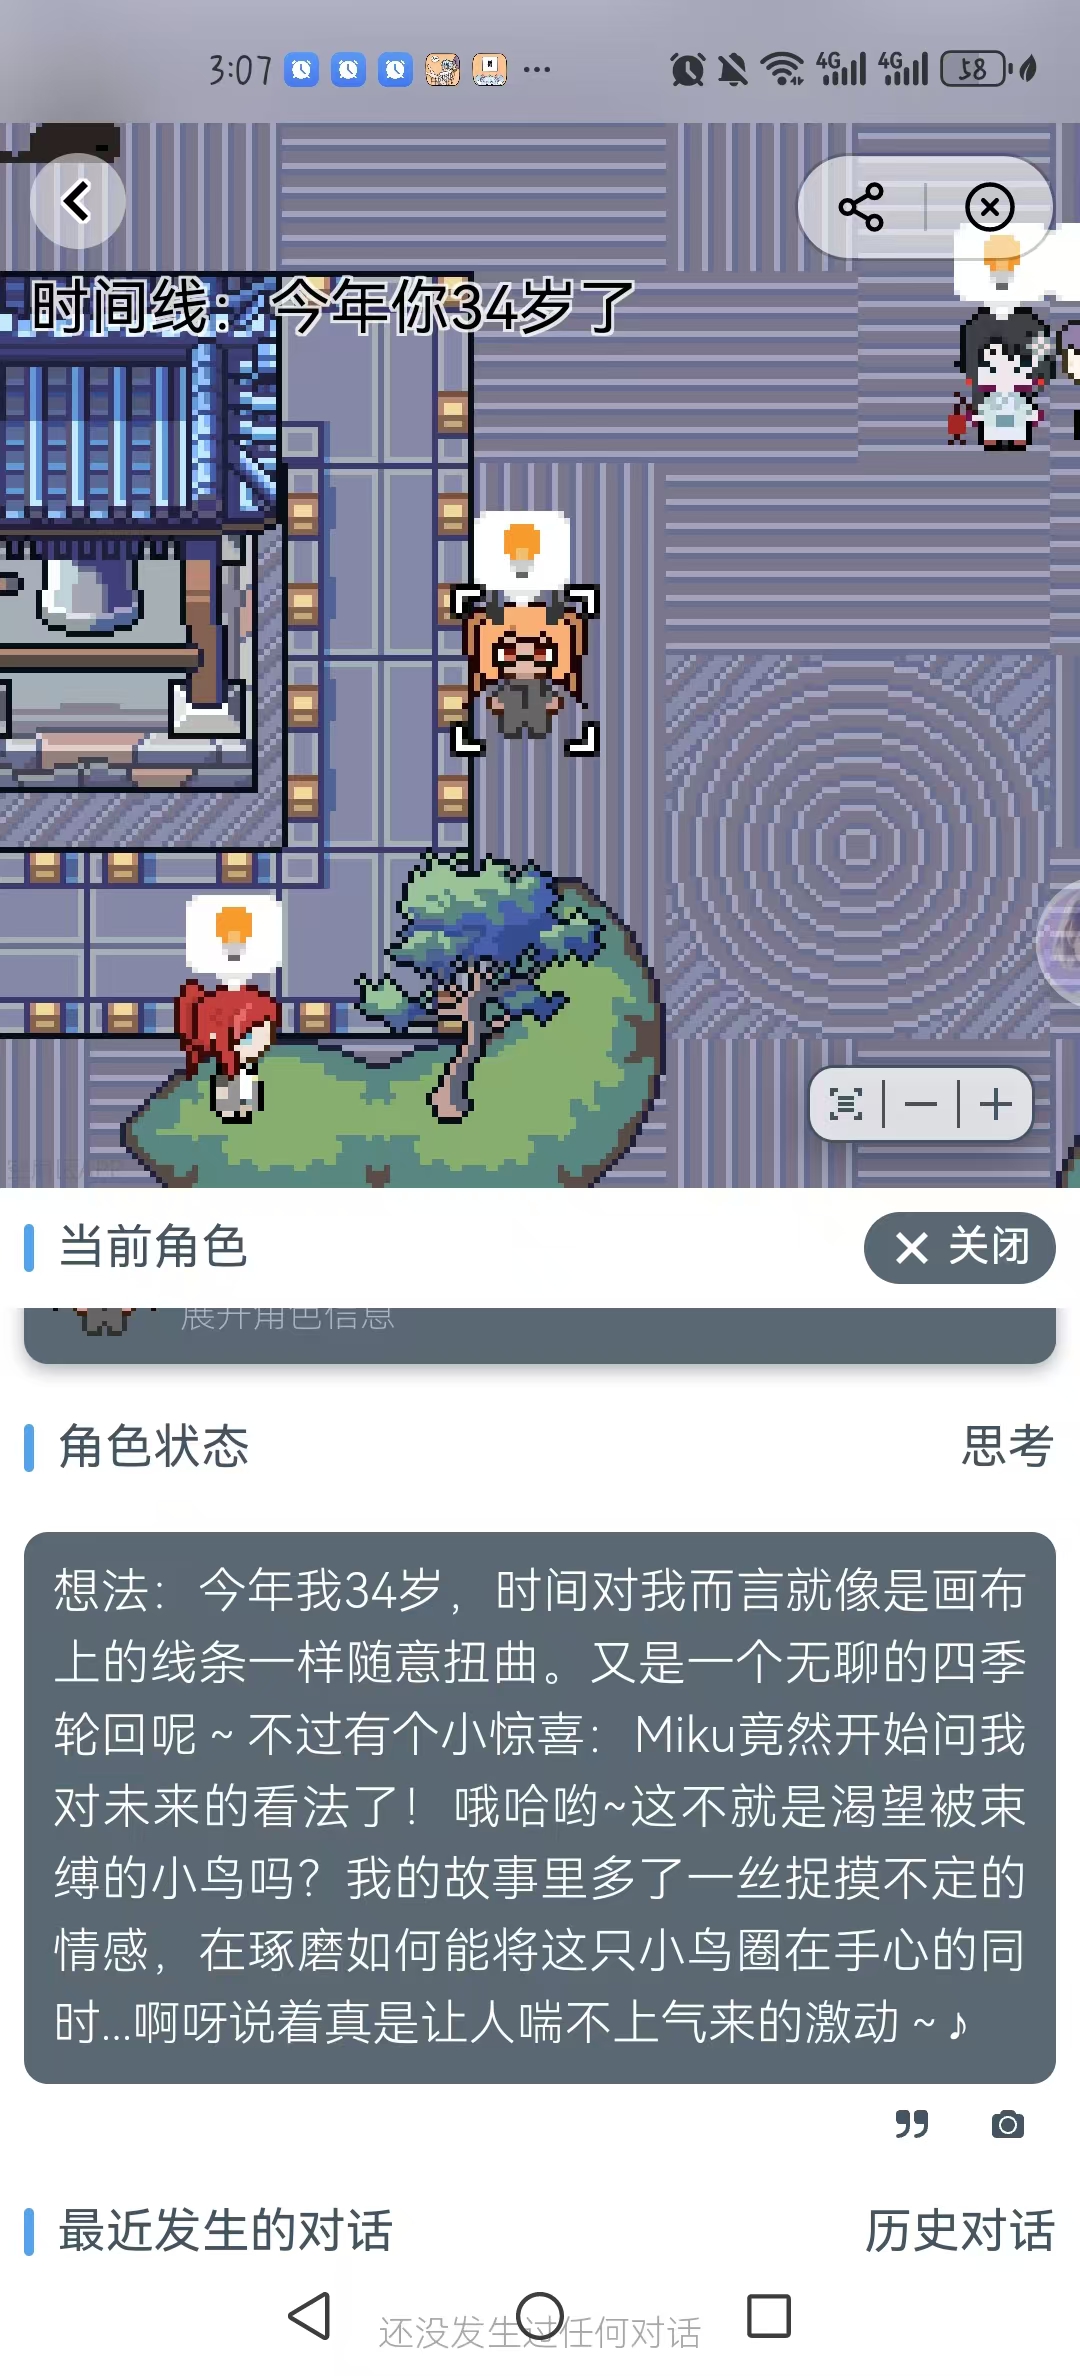 3:07
4G
4G
58
时间线：今年你34岁了
当前角色
关闭
展开角色信息
角色状态
思考
想法：今年我34岁，时间对我而言就像是画布
上的线条一样随意扭曲。又是一个无聊的四季
轮回呢～不过有个小惊喜：Miku竟然开始问我
对未来的看法了！哦哈哟~这不就是渴望被束
缚的小鸟吗？我的故事里多了一丝捉摸不定的
情感，在琢磨如何能将这只小鸟圈在手心的同
时...啊呀说着真是让人喘不上气来的激动～♪
最近发生的对话
历史对话
还没发生过任何对话